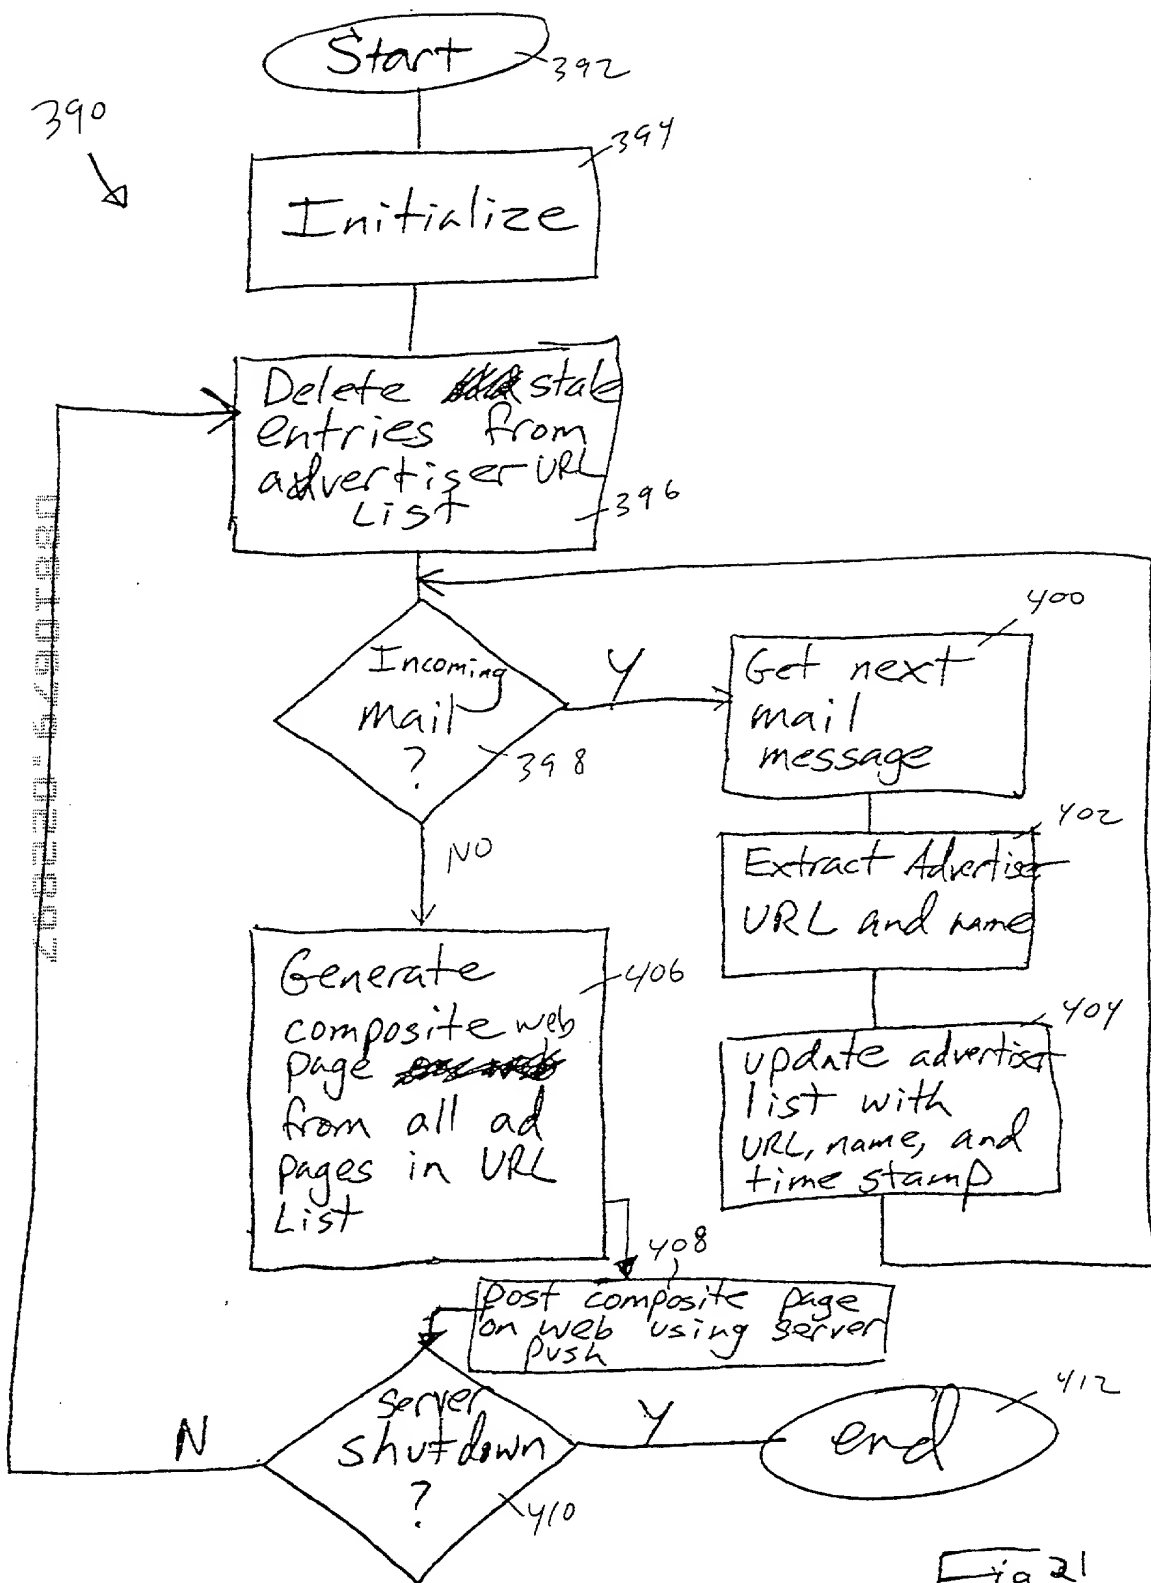 Start
392
390
394
Initialize
Delete stale
entries from
advertiser URL
List
396
Incoming
mail
?
398
Y
400
Get next
mail
message
402
Extract Advertiser
URL and name
NO
404
update advertiser
list with
URL, name, and
time stamp
Generate
composite web
page
from all ad
pages in URL
List
406
408
post composite page
on web using server
push
server
shutdown
?
410
N
Y
end
412
Fig 21